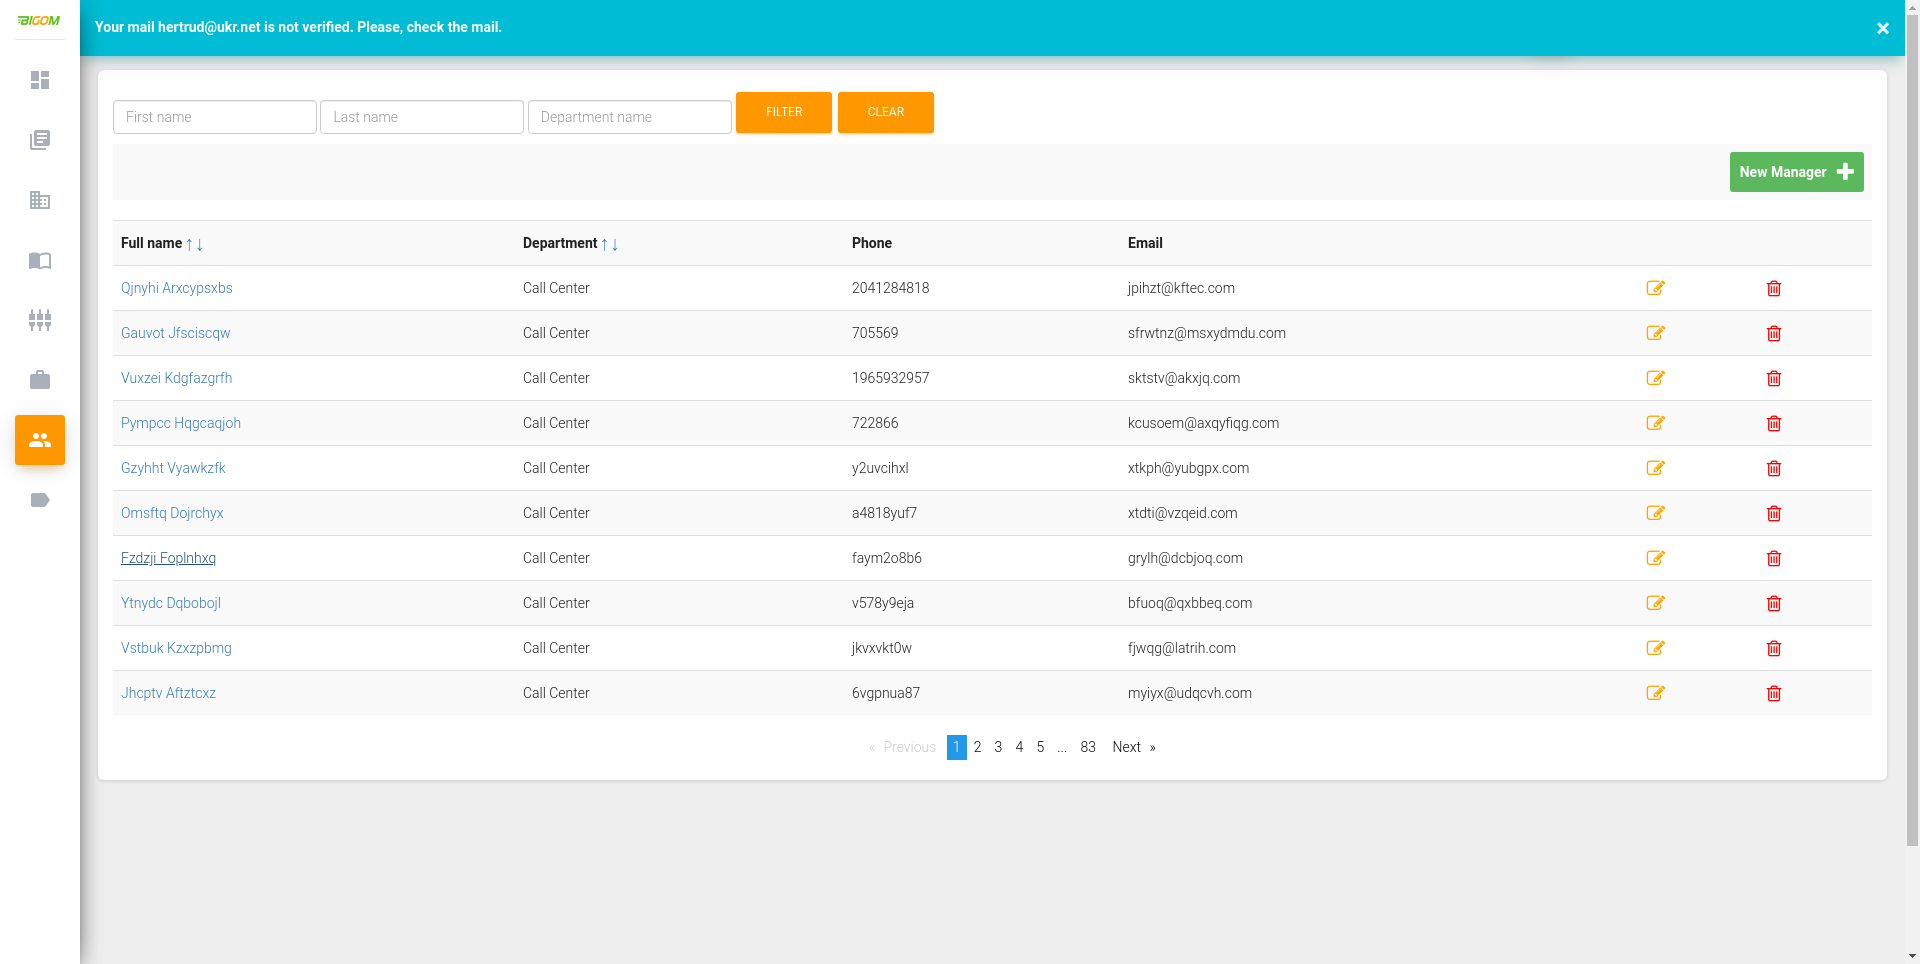 BIGOM
Your mail hertrud@ukr.net is not verified. Please, check the mail.
×
First name Last name Department name FILTER CLEAR
New Manager
Full name ↑↓ Department ↑↓ Phone Email
Qjnyhi Arxcypsxbs Call Center 2041284818 jpihzt@kftec.com
Gauvot Jfsciscqw Call Center 705569 sfrwtnz@msxydmdu.com
Vuxzei Kdgfazgrfh Call Center 1965932957 sktstv@akxjq.com
Pympcc Hqgcaqjoh Call Center 722866 kcusoem@axqyfiqg.com
Gzyhht Vyawkzfk Call Center y2uvcihxl xtkph@yubgpx.com
Omsftq Dojrchyx Call Center a4818yuf7 xtdti@vzqeid.com
Fzdzji Foplnhxq Call Center faym2o8b6 grylh@dcbjoq.com
Ytnydc Dqbobojl Call Center v578y9eja bfuoq@qxbbeq.com
Vstbuk Kzxzpbmg Call Center jkvxvkt0w fjwqg@latrih.com
Jhcptv Aftztcxz Call Center 6vgpnua87 myiyx@udqcvh.com
« Previous 1 2 3 4 5 ... 83 Next »